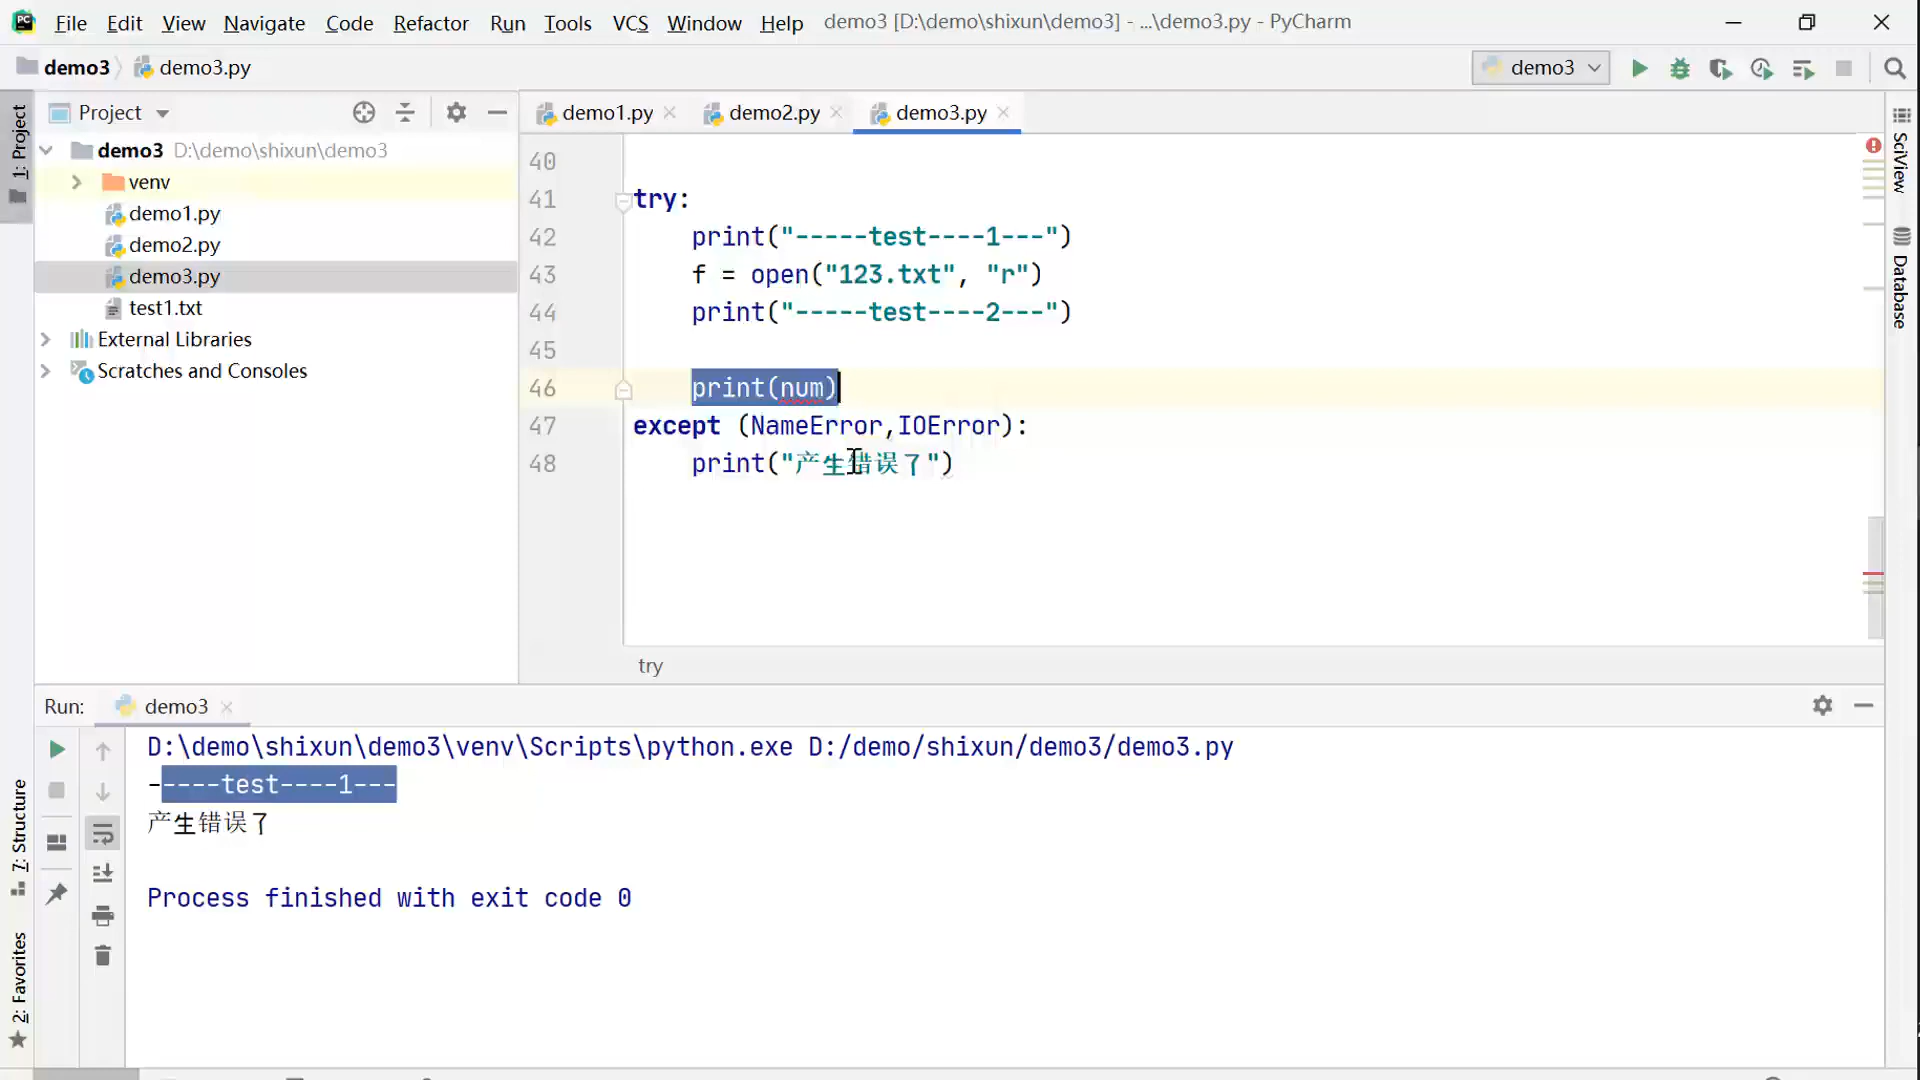 File Edit View Navigate Code Refactor Run Tools VCS Window Help demo3 [D:\demo\shixun\demo3] - ...\demo3.py - PyCharm
demo3 demo3.py demo3
1: Project
Project
demo1.py demo2.py demo3.py
demo3 D:\demo\shixun\demo3
venv
demo1.py
demo2.py
demo3.py
test1.txt
External Libraries
Scratches and Consoles
40
41 try:
42 print("-----test----1---")
43 f = open("123.txt", "r")
44 print("-----test----2---")
45
46 print(num)
47 except (NameError,IOError):
48 print("产生错误了")
try
SciView
Database
Run: demo3
D:\demo\shixun\demo3\venv\Scripts\python.exe D:/demo/shixun/demo3/demo3.py
-----test----1---
产生错误了
Process finished with exit code 0
7: Structure
2: Favorites